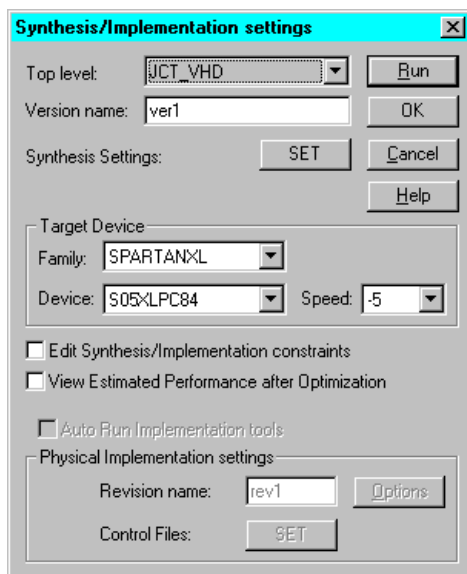 Synthesis/Implementation settings
Top level: JCT_VHD Run
Version name: ver1 OK
Synthesis Settings: SET Cancel
Help
Target Device
Family: SPARTANXL
Device: S05XLPC84 Speed: -5
Edit Synthesis/Implementation constraints
View Estimated Performance after Optimization
Auto Run Implementation tools
Physical Implementation settings
Revision name: rev1 Options
Control Files: SET